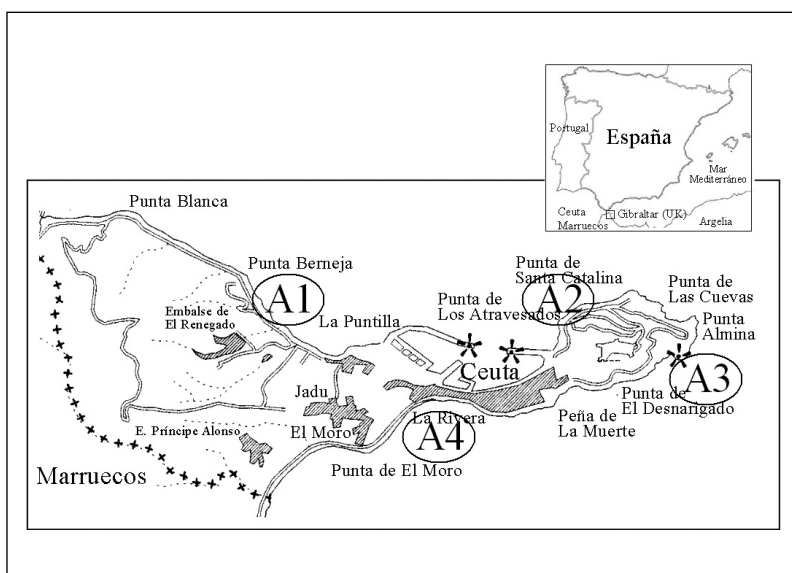 Portugal
España
Mar
Mediterráneo
Ceuta
Marruecos
Gibraltar (UK)
Argelia
Punta Blanca
Punta Berneja
A1
Punta de
Santa Catalina
A2
Punta de
Las Cuevas
Punta de
Los Atravesados
Punta
Almina
Embalse de
El Renegado
La Puntilla
Ceuta
A3
Jadu
Punta de
El Desnarigado
La Rivera
Peña de
La Muerte
E. Príncipe Alonso
El Moro
A4
Marruecos
Punta de El Moro